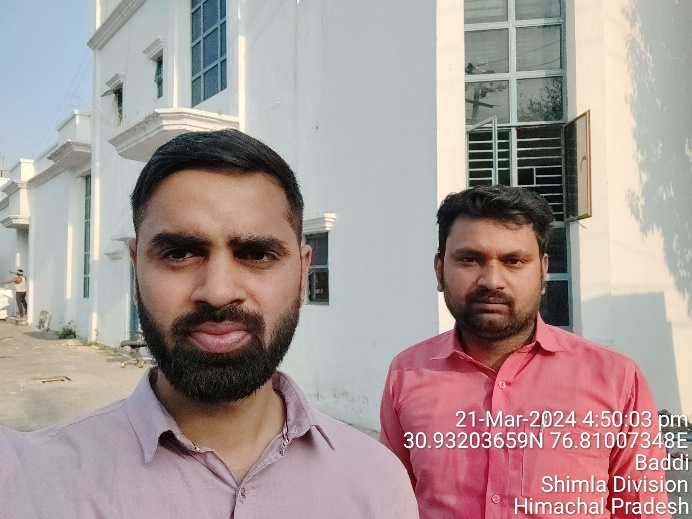 21-Mar-2024 4:50:03 pm
30.93203659N 76.81007348E
Baddi
Shimla Division
Himachal Pradesh